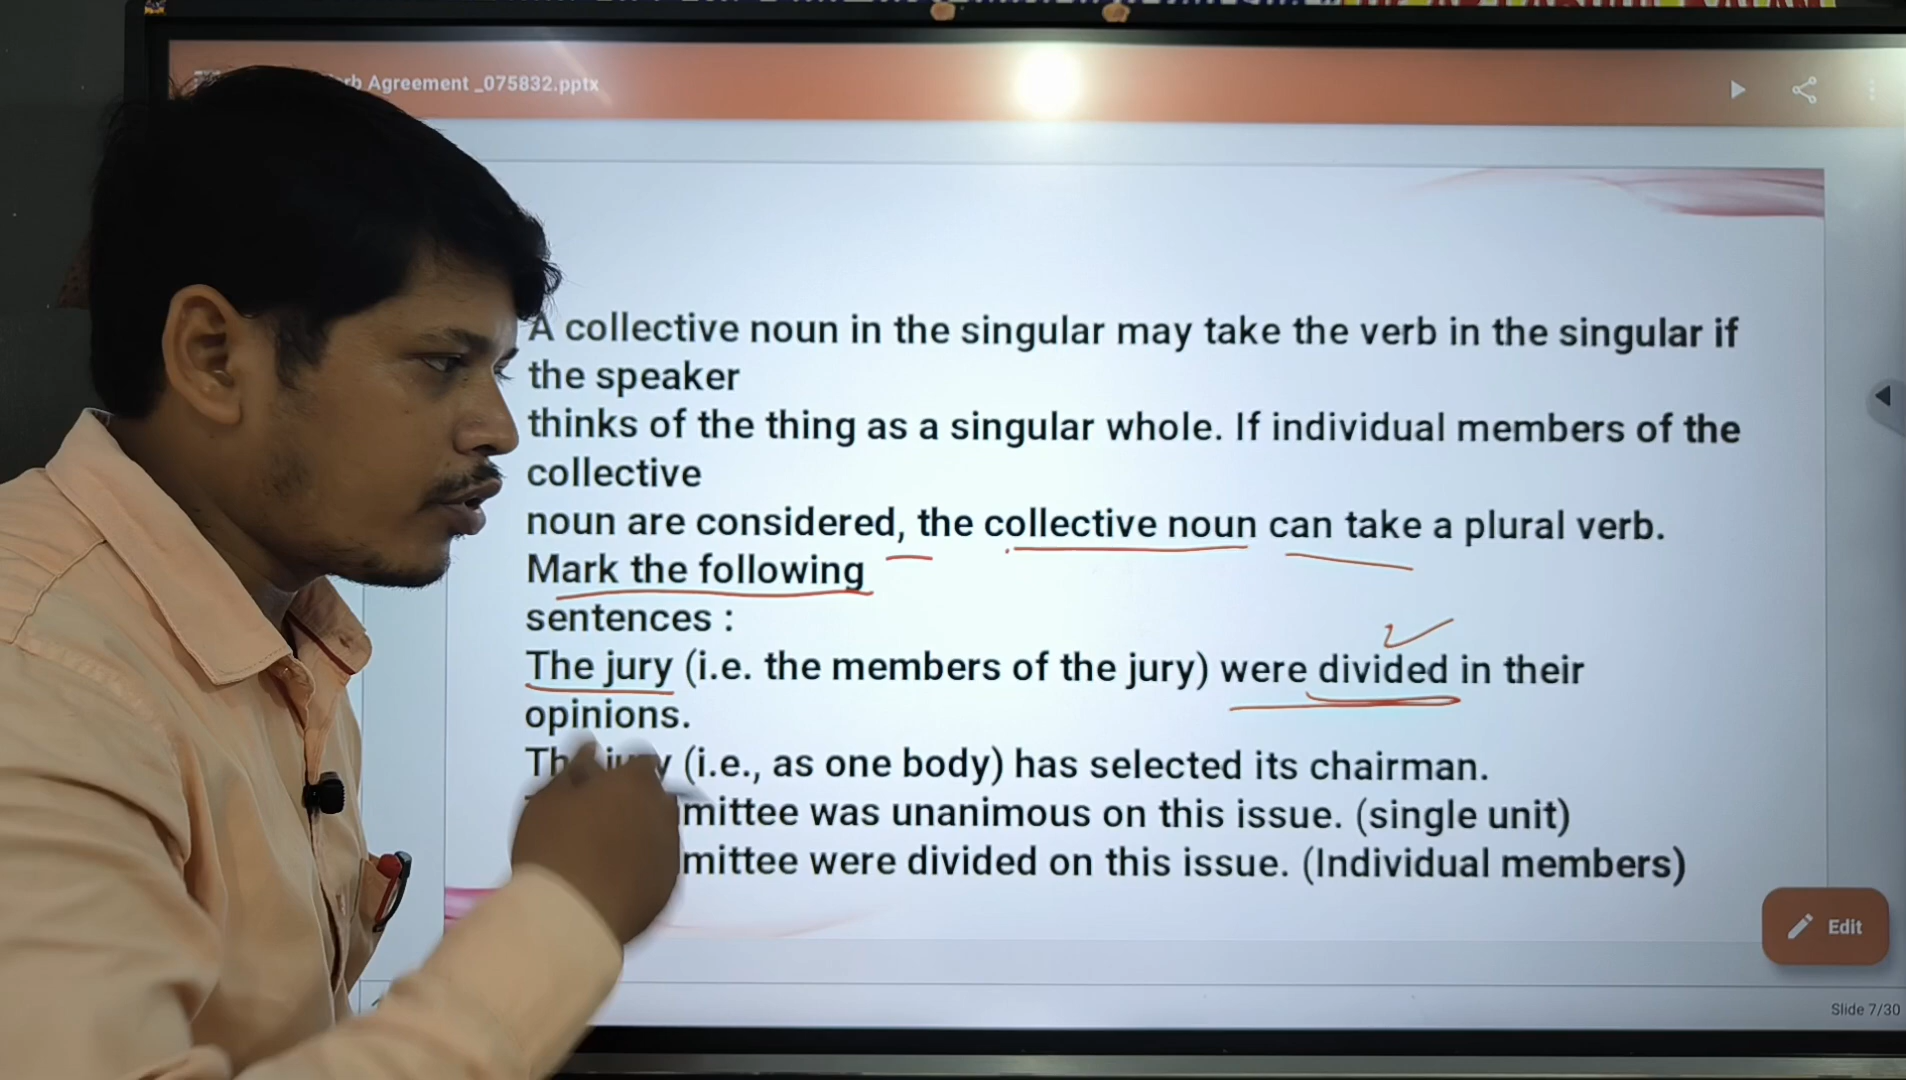 Agreement _075832.pptx
A collective noun in the singular may take the verb in the singular if
the speaker
thinks of the thing as a singular whole. If individual members of the
collective
noun are considered, the collective noun can take a plural verb.
Mark the following
sentences :
The jury (i.e. the members of the jury) were divided in their
opinions.
The jury (i.e., as one body) has selected its chairman.
mittee was unanimous on this issue. (single unit)
mittee were divided on this issue. (Individual members)
Edit
Slide 7/30